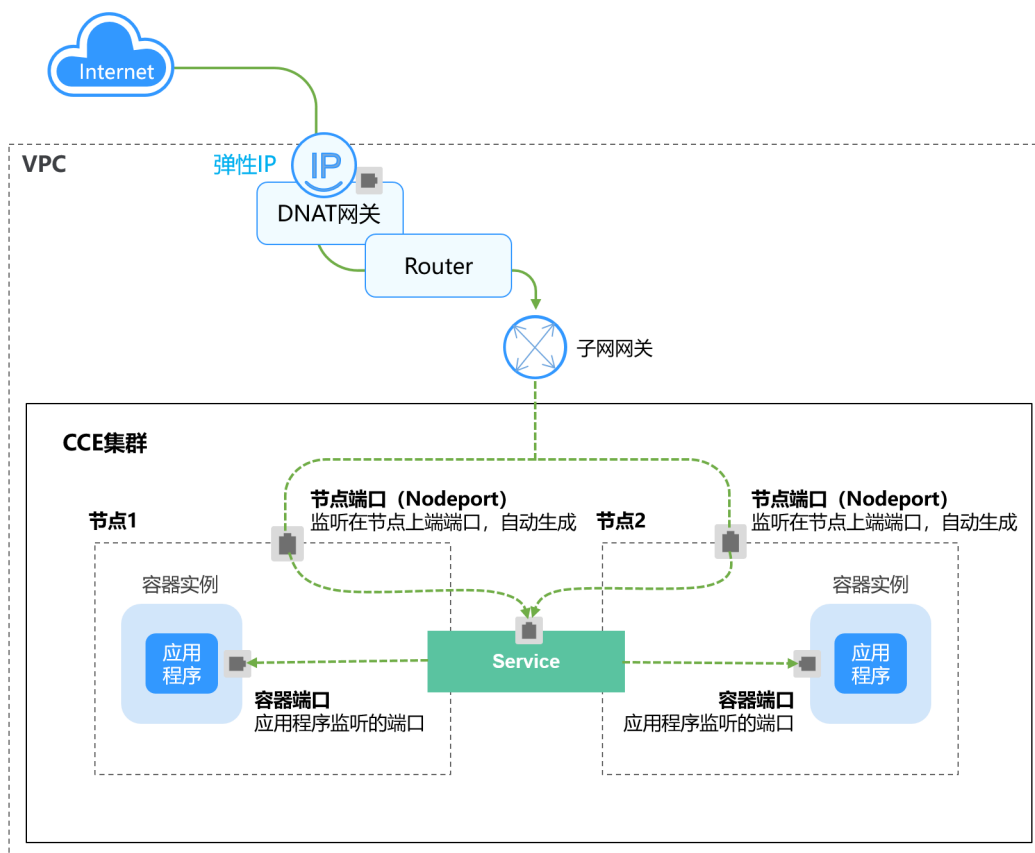 Internet
VPC
弹性IP
IP
DNAT网关
Router
子网网关
CCE集群
节点1
节点端口（Nodeport）
监听在节点上端端口，自动生成
节点2
节点端口（Nodeport）
监听在节点上端端口，自动生成
容器实例
应用
程序
容器端口
应用程序监听的端口
Service
容器实例
应用
程序
容器端口
应用程序监听的端口